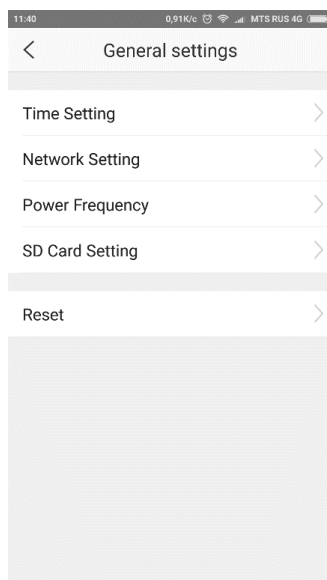 11:40 0,91K/c MTS RUS 4G
General settings
Time Setting
Network Setting
Power Frequency
SD Card Setting
Reset